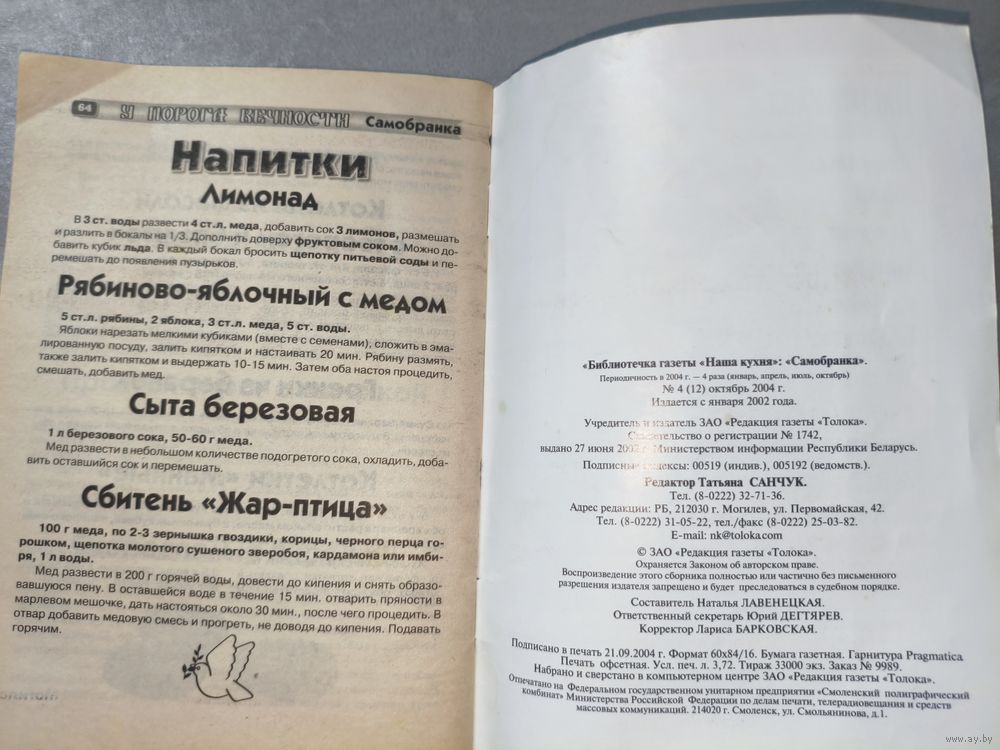 64 У ПОРОГА ВЕЧНОСТИ Самобранка
Напитки
Лимонад
В 3 ст. воды развести 4 ст.л. меда, добавить сок 3 лимонов, размешать
и разлить в бокалы на 1/3. Дополнить доверху фруктовым соком. Можно до-
бавить кубик льда. В каждый бокал бросить щепотку питьевой соды и пе-
ремешать до появления пузырьков.
Рябиново-яблочный с медом
5 ст.л. рябины, 2 яблока, 3 ст.л. меда, 5 ст. воды.
Яблоки нарезать мелкими кубиками (вместе с семенами), сложить в эма-
лированную посуду, залить кипятком и настаивать 20 мин. Рябину размять,
также залить кипятком и выдержать 10-15 мин. Затем оба настоя процедить,
смешать, добавить мед.
Сыта березовая
1 л березового сока, 50-60 г меда.
Мед развести в небольшом количестве подогретого сока, охладить, доба-
вить оставшийся сок и перемешать.
Сбитень «Жар-птица»
100 г меда, по 2-3 зернышка гвоздики, корицы, черного перца го-
рошком, щепотка молотого сушеного зверобоя, кардамона или имби-
ря, 1 л воды.
Мед развести в 200 г горячей воды, довести до кипения и снять образо-
вавшуюся пену. В оставшейся воде в течение 15 мин. отварить пряности в
марлевом мешочке, дать настояться около 30 мин., после чего процедить. В
отвар добавить медовую смесь и прогреть, не доводя до кипения. Подавать
горячим.
«Библиотечка газеты «Наша кухня»: «Самобранка».
Периодичность в 2004 г. — 4 раза (январь, апрель, июль, октябрь)
№ 4 (12) октябрь 2004 г.
Издается с января 2002 года.
Учредитель и издатель ЗАО «Редакция газеты «Толока».
Свидетельство о регистрации № 1742,
выдано 27 июня 2002 г. Министерством информации Республики Беларусь.
Подписные индексы: 00519 (индив.), 005192 (ведомств.).
Редактор Татьяна САНЧУК.
Тел. (8-0222) 32-71-36.
Адрес редакции: РБ, 212030 г. Могилев, ул. Первомайская, 42.
Тел. (8-0222) 31-05-22, тел./факс (8-0222) 25-03-82.
E-mail: nk@toloka.com
© ЗАО «Редакция газеты «Толока».
Охраняется Законом об авторском праве.
Воспроизведение этого сборника полностью или частично без письменного
разрешения издателя запрещено и будет преследоваться в судебном порядке.
Составитель Наталья ЛАВЕНЕЦКАЯ.
Ответственный секретарь Юрий ДЕГТЯРЕВ.
Корректор Лариса БАРКОВСКАЯ.
Подписано в печать 21.09.2004 г. Формат 60х84/16. Бумага газетная. Гарнитура Pragmatica
Печать офсетная. Усл. печ. л. 3,72. Тираж 33000 экз. Заказ № 9989.
Набрано и сверстано в компьютерном центре ЗАО «Редакция газеты «Толока».
Отпечатано на Федеральном государственном унитарном предприятии «Смоленский полиграфический
комбинат» Министерства Российской Федерации по делам печати, телерадиовещания и средств
массовых коммуникаций. 214020 г. Смоленск, ул. Смольянинова, д.1.
www.ay.by